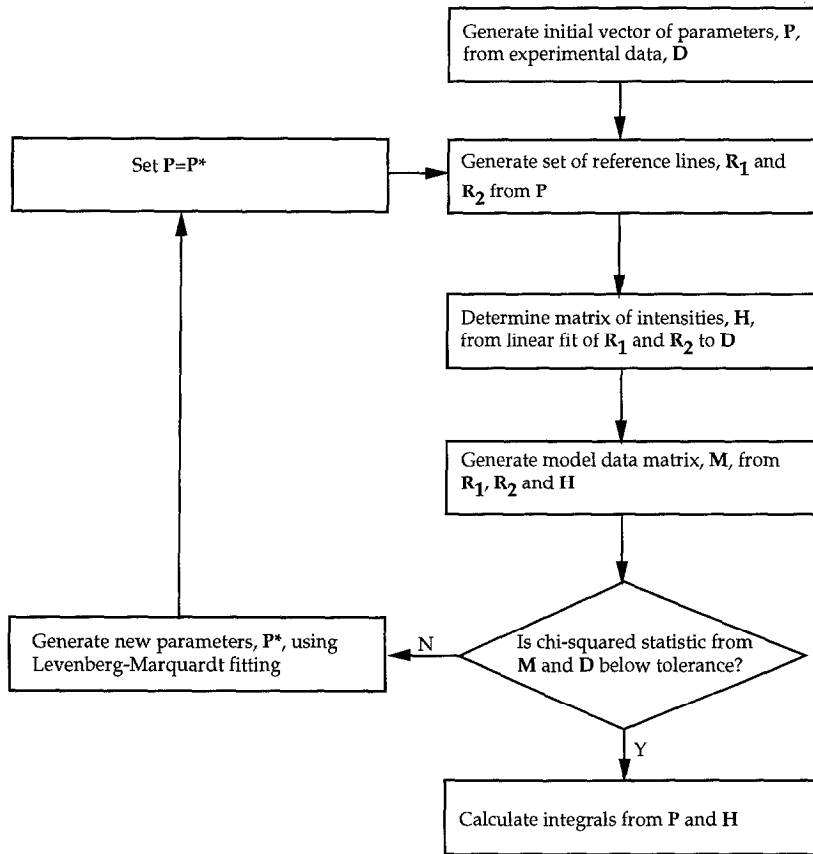 Generate initial vector of parameters, P,
from experimental data, D
Set P=P*
Generate set of reference lines, R1 and
R2 from P
Determine matrix of intensities, H,
from linear fit of R1 and R2 to D
Generate model data matrix, M, from
R1, R2 and H
Generate new parameters, P*, using
Levenberg-Marquardt fitting
N
Is chi-squared statistic from
M and D below tolerance?
Y
Calculate integrals from P and H